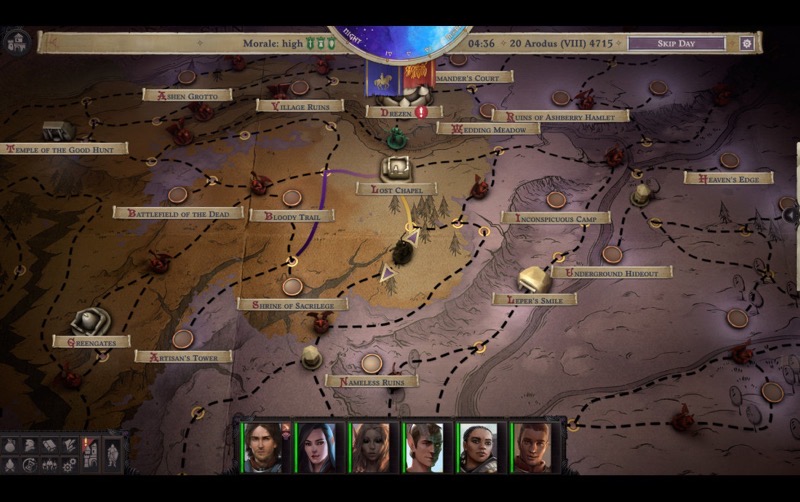 NIGHT
Morale: high
04:36
20 Arodus (VIII) 4715
Skip Day
mander's Court
Ashen Grotto
Village Ruins
Drezen
Ruins of Ashberry Hamlet
Wedding Meadow
Temple of the Good Hunt
Heaven's Edge
Lost Chapel
Battlefield of the Dead
Bloody Trail
Inconspicuous Camp
Underground Hideout
Shrine of Sacrilege
Leper's Smile
Greengates
Artisan's Tower
Nameless Ruins